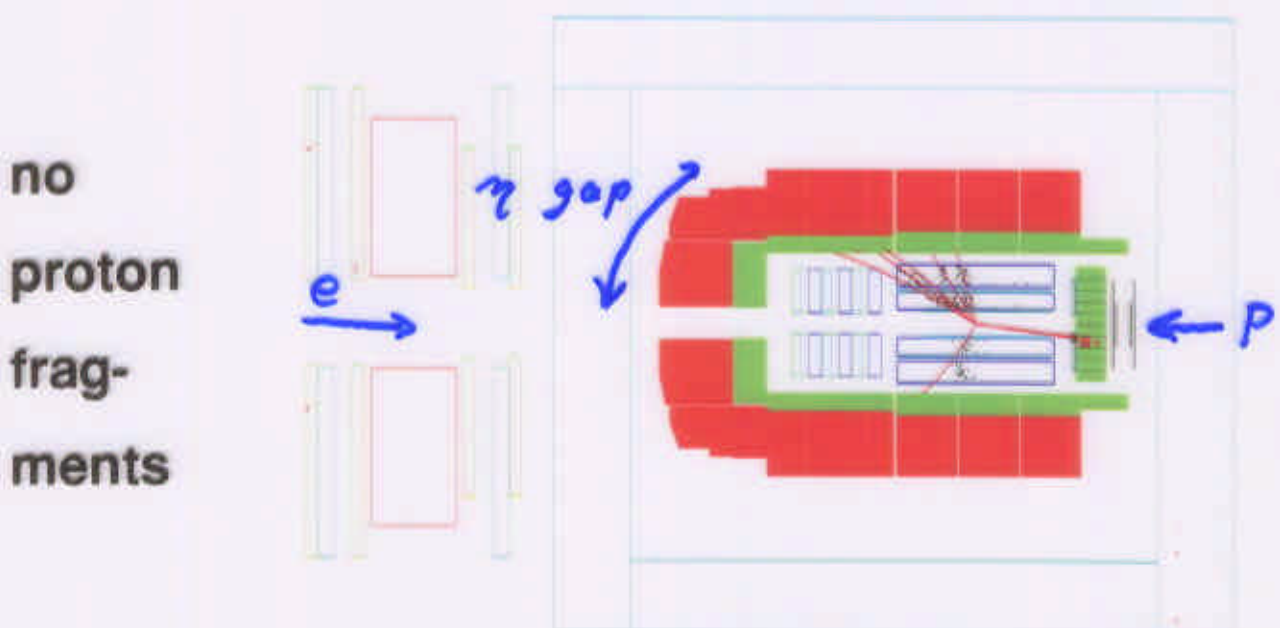 no
proton
frag-
ments
η gap
e
p